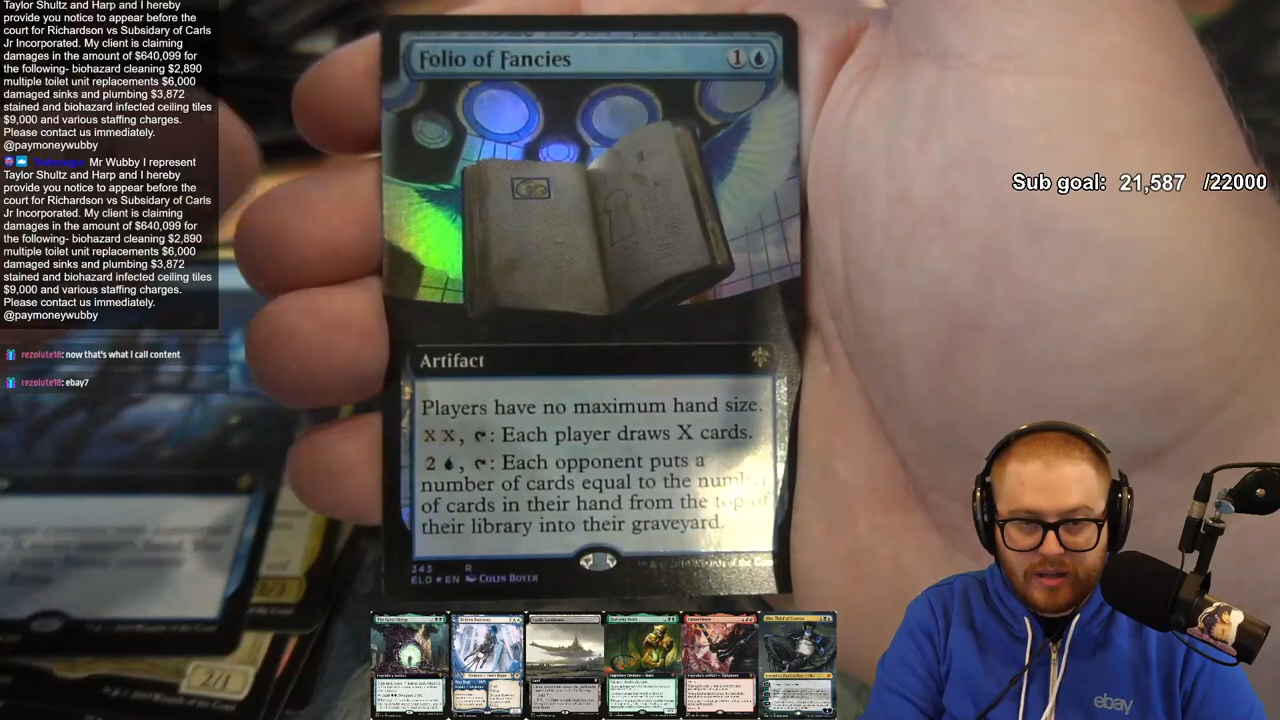 Taylor Shultz and Harp and I hereby
provide you notice to appear before the
court for Richardson vs Subsidary of Carls
Jr Incorporated. My client is claiming
damages in the amount of $640,099 for
the following- biohazard cleaning $2,890
multiple toilet unit replacements $6,000
damaged sinks and plumbing $3,872
stained and biohazard infected ceiling tiles
$9,000 and various staffing charges.
Please contact us immediately.
@paymoneywubby
Mr Wubby I represent
Taylor Shultz and Harp and I hereby
provide you notice to appear before the
court for Richardson vs Subsidary of Carls
Jr Incorporated. My client is claiming
damages in the amount of $640,099 for
the following- biohazard cleaning $2,890
multiple toilet unit replacements $6,000
damaged sinks and plumbing $3,872
stained and biohazard infected ceiling tiles
$9,000 and various staffing charges.
Please contact us immediately.
@paymoneywubby
rezolute18: now that's what I call content
rezolute18: ebay7
Folio of Fancies 1
Artifact
Players have no maximum hand size.
X X, : Each player draws X cards.
2 , : Each opponent puts a
number of cards equal to the number
of cards in their hand from the top of
their library into their graveyard.
343 R
ELD ★ EN Colin Boyer
Sub goal: 21,587 /22000
ebay